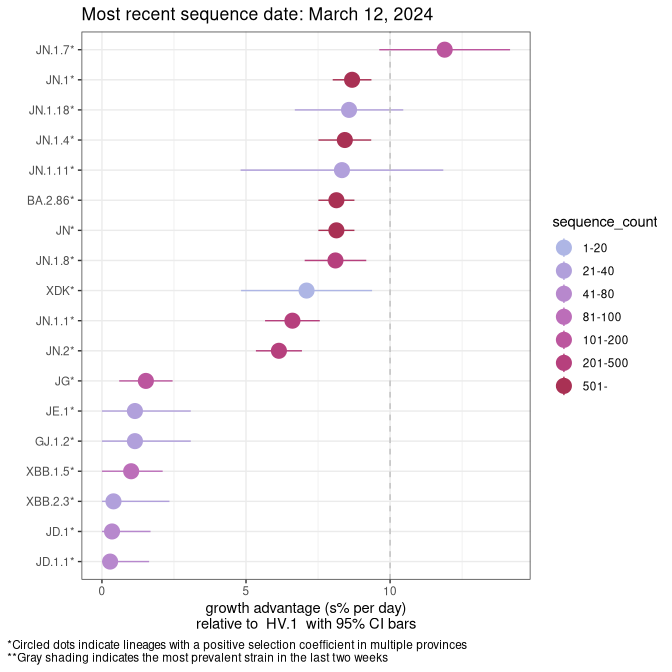 Most recent sequence date: March 12, 2024
JN.1.7*
JN.1*
JN.1.18*
JN.1.4*
JN.1.11*
BA.2.86*
JN*
JN.1.8*
XDK*
JN.1.1*
JN.2*
JG*
JE.1*
GJ.1.2*
XBB.1.5*
XBB.2.3*
JD.1*
JD.1.1*
0 5 10
growth advantage (s% per day)
relative to HV.1 with 95% CI bars
sequence_count
1-20
21-40
41-80
81-100
101-200
201-500
501-
*Circled dots indicate lineages with a positive selection coefficient in multiple provinces
**Gray shading indicates the most prevalent strain in the last two weeks